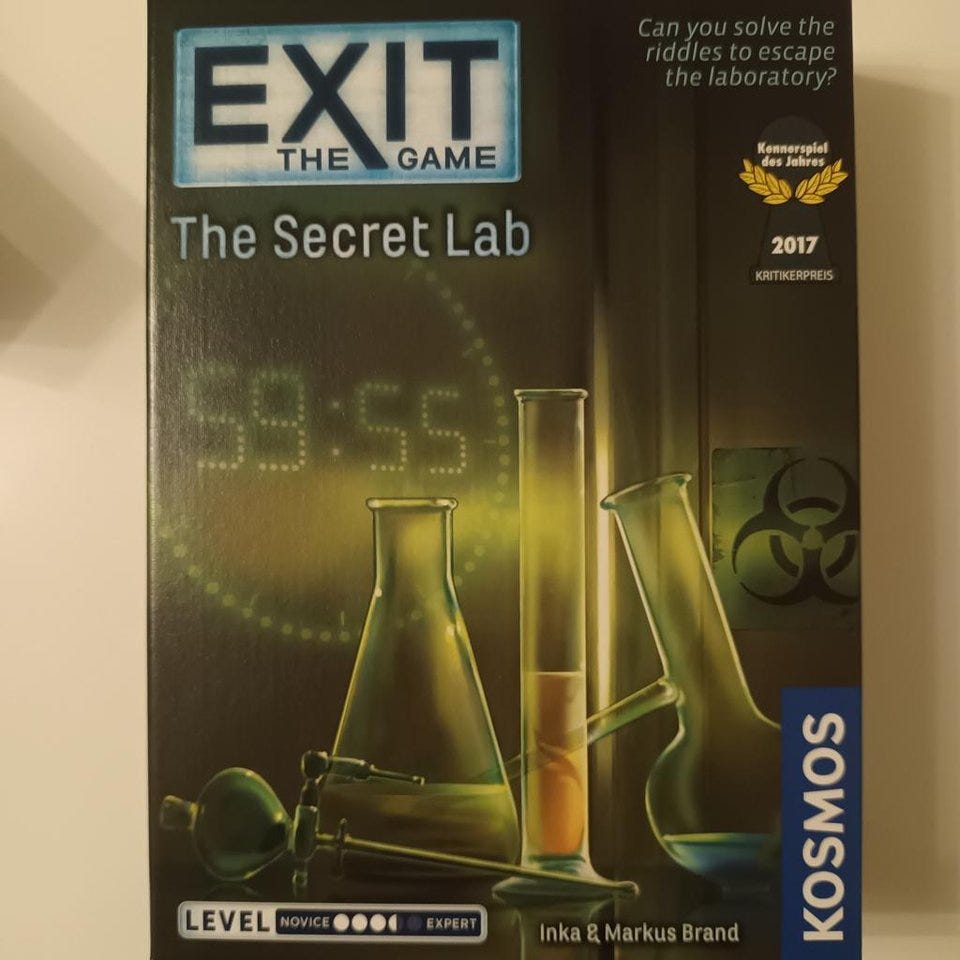 EXIT
THE GAME
The Secret Lab
Can you solve the
riddles to escape
the laboratory?
Kennerspiel
des Jahres
2017
KRITIKERPREIS
59:55
LEVEL NOVICE EXPERT
Inka & Markus Brand
KOSMOS